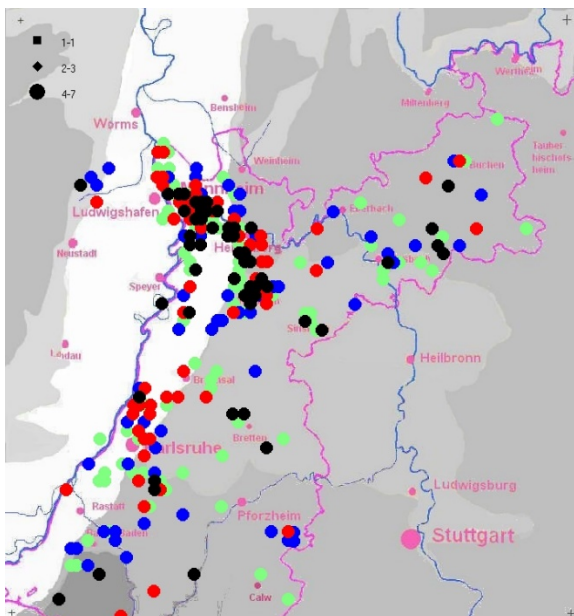 1-1
2-3
4-7
Wertheim
Bensheim
Miltenberg
Worms
Tauber
bischofs
heim
Weinheim
Buchen
Ludwigshafen
Neustadt
Speyer
Landau
Heilbronn
Bretten
Karlsruhe
Ludwigsburg
Rastatt
Pforzheim
Stuttgart
Calw